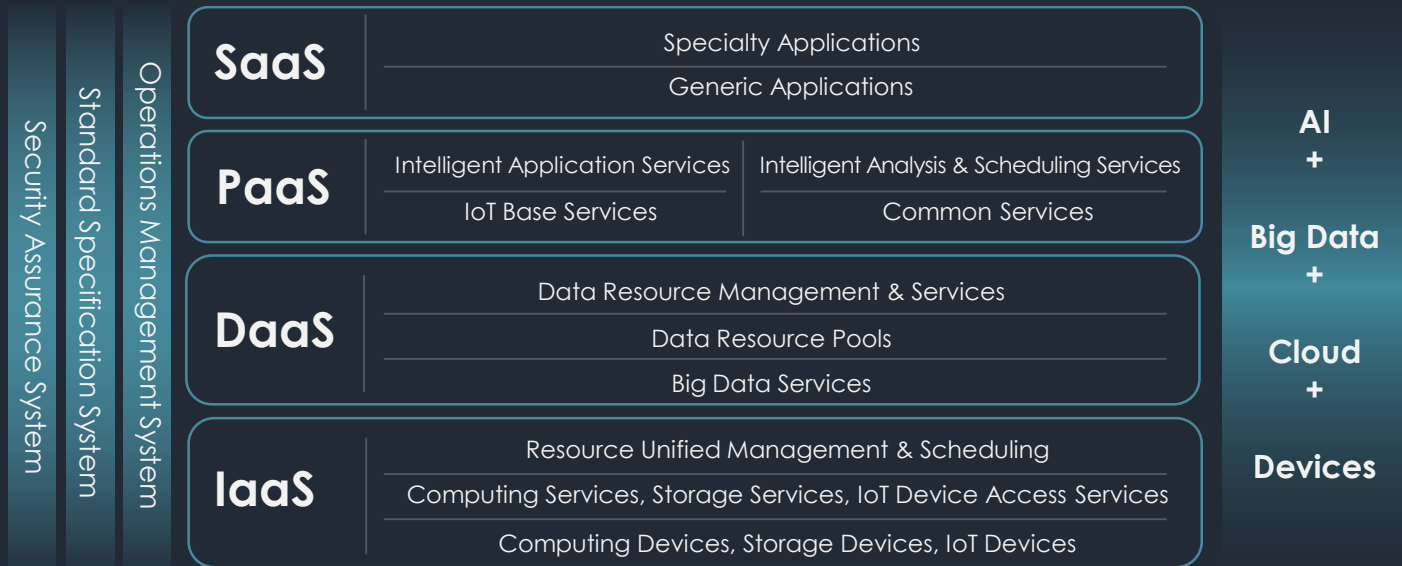 Security Assurance System
Standard Specification System
Operations Management System
SaaS
Specialty Applications
Generic Applications
PaaS
Intelligent Application Services
Intelligent Analysis & Scheduling Services
IoT Base Services
Common Services
DaaS
Data Resource Management & Services
Data Resource Pools
Big Data Services
IaaS
Resource Unified Management & Scheduling
Computing Services, Storage Services, IoT Device Access Services
Computing Devices, Storage Devices, IoT Devices
AI
+
Big Data
+
Cloud
+
Devices